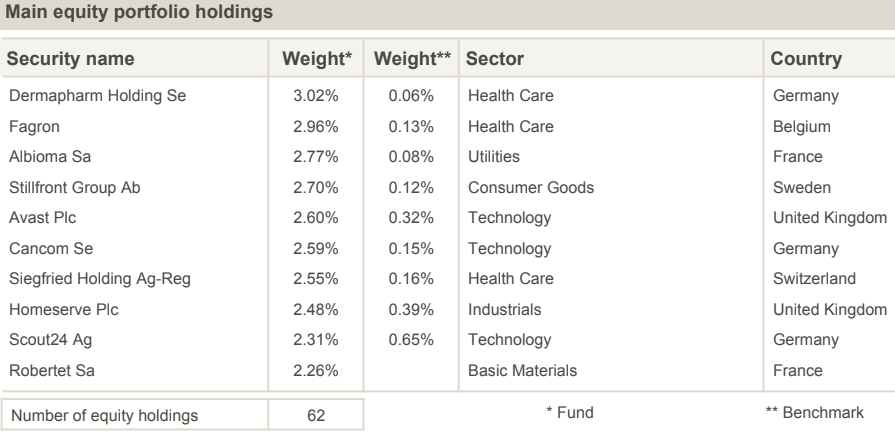 Main equity portfolio holdings
Security name Weight* Weight** Sector Country
Dermapharm Holding Se 3.02% 0.06% Health Care Germany
Fagron 2.96% 0.13% Health Care Belgium
Albioma Sa 2.77% 0.08% Utilities France
Stillfront Group Ab 2.70% 0.12% Consumer Goods Sweden
Avast Plc 2.60% 0.32% Technology United Kingdom
Cancom Se 2.59% 0.15% Technology Germany
Siegfried Holding Ag-Reg 2.55% 0.16% Health Care Switzerland
Homeserve Plc 2.48% 0.39% Industrials United Kingdom
Scout24 Ag 2.31% 0.65% Technology Germany
Robertet Sa 2.26% Basic Materials France
Number of equity holdings 62 * Fund ** Benchmark